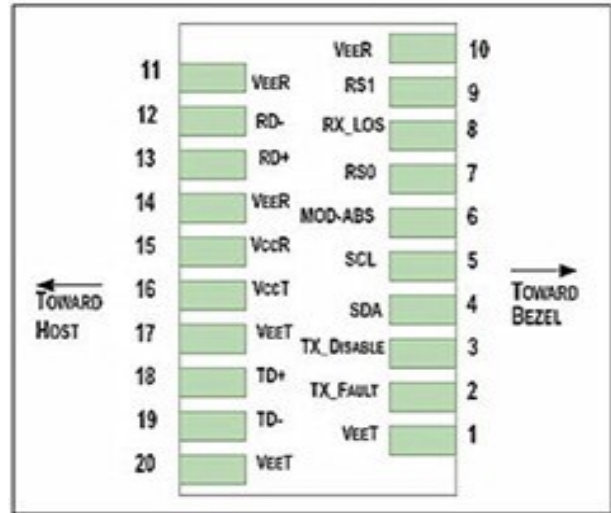 VEER 10
11 VEER
RS1 9
12 RD-
RX_LOS 8
13 RD+
RS0 7
14 VEER
MOD-ABS 6
15 VCCR
SCL 5
16 VCCT
SDA 4
17 VEET
TX_DISABLE 3
18 TD+
TX_FAULT 2
19 TD-
VEET 1
20 VEET
TOWARD
HOST
TOWARD
BEZEL